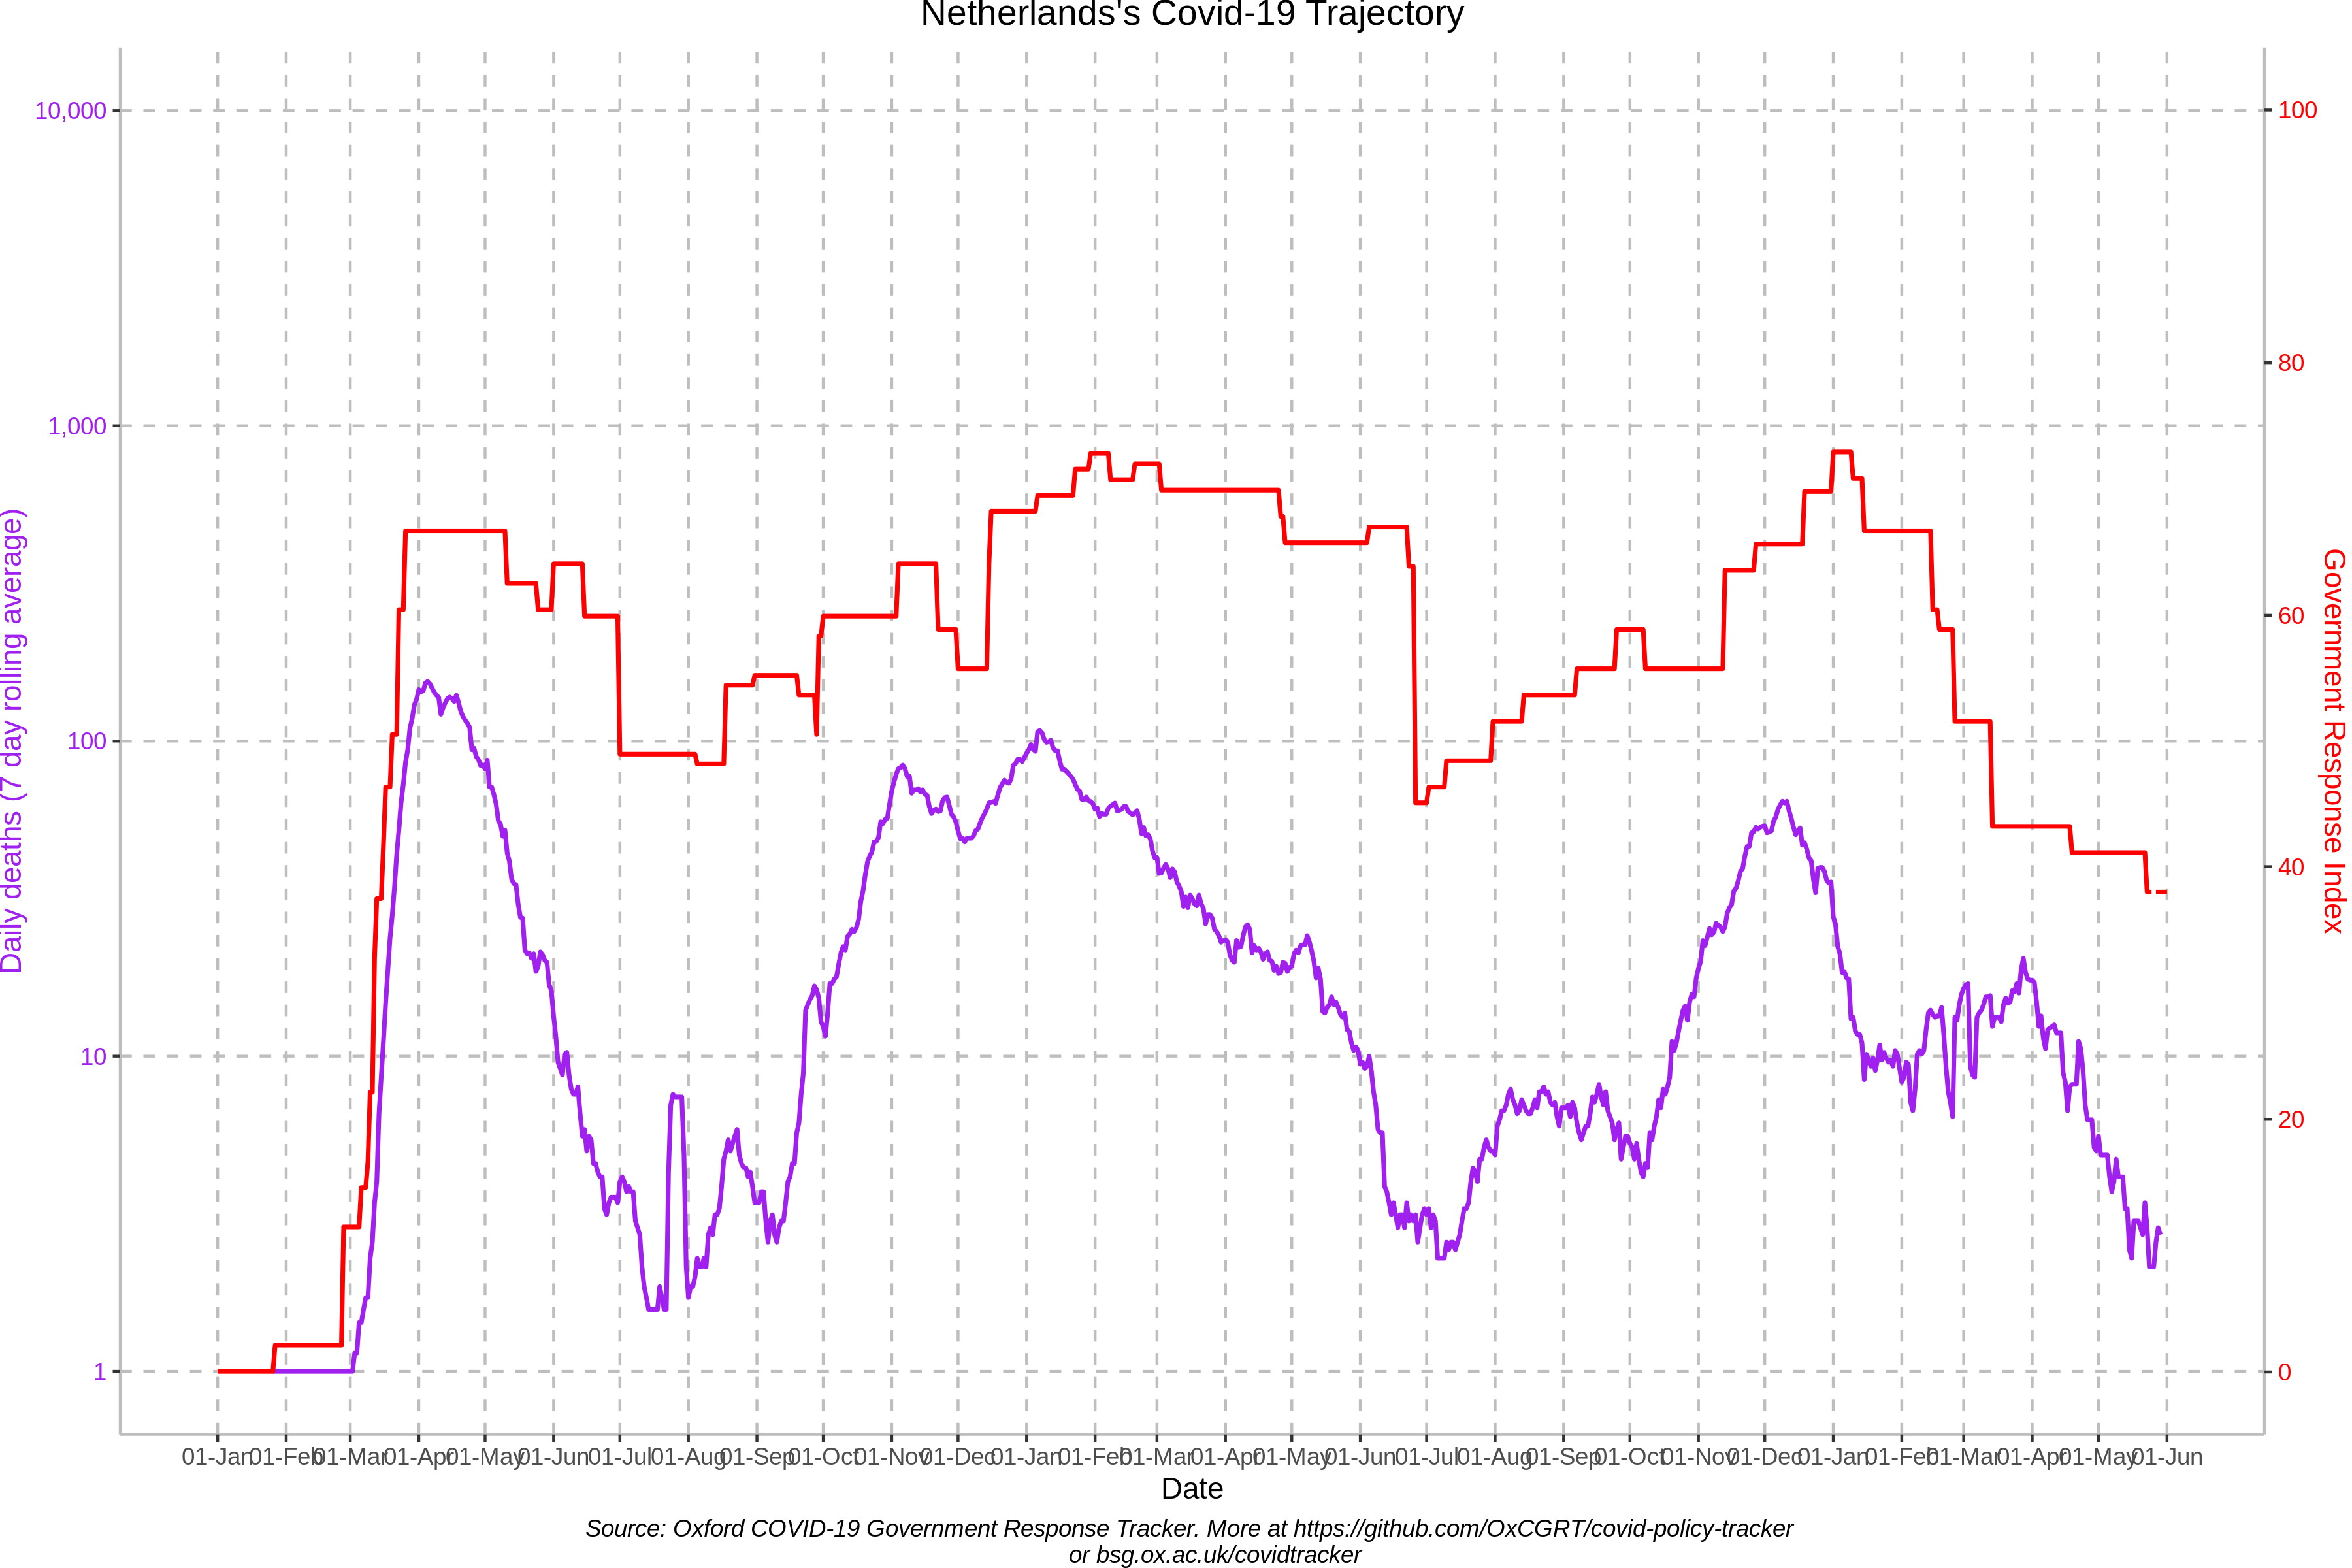 Netherlands's Covid-19 Trajectory
10,000
1,000
100
10
1
Daily deaths (7 day rolling average)
100
80
60
40
20
0
Government Response Index
01-Jan 01-Feb 01-Mar 01-Apr 01-May 01-Jun 01-Jul 01-Aug 01-Sep 01-Oct 01-Nov 01-Dec 01-Jan 01-Feb 01-Mar 01-Apr 01-May 01-Jun 01-Jul 01-Aug 01-Sep 01-Oct 01-Nov 01-Dec 01-Jan 01-Feb 01-Mar 01-Apr 01-May 01-Jun
Date
Source: Oxford COVID-19 Government Response Tracker. More at https://github.com/OxCGRT/covid-policy-tracker
or bsg.ox.ac.uk/covidtracker